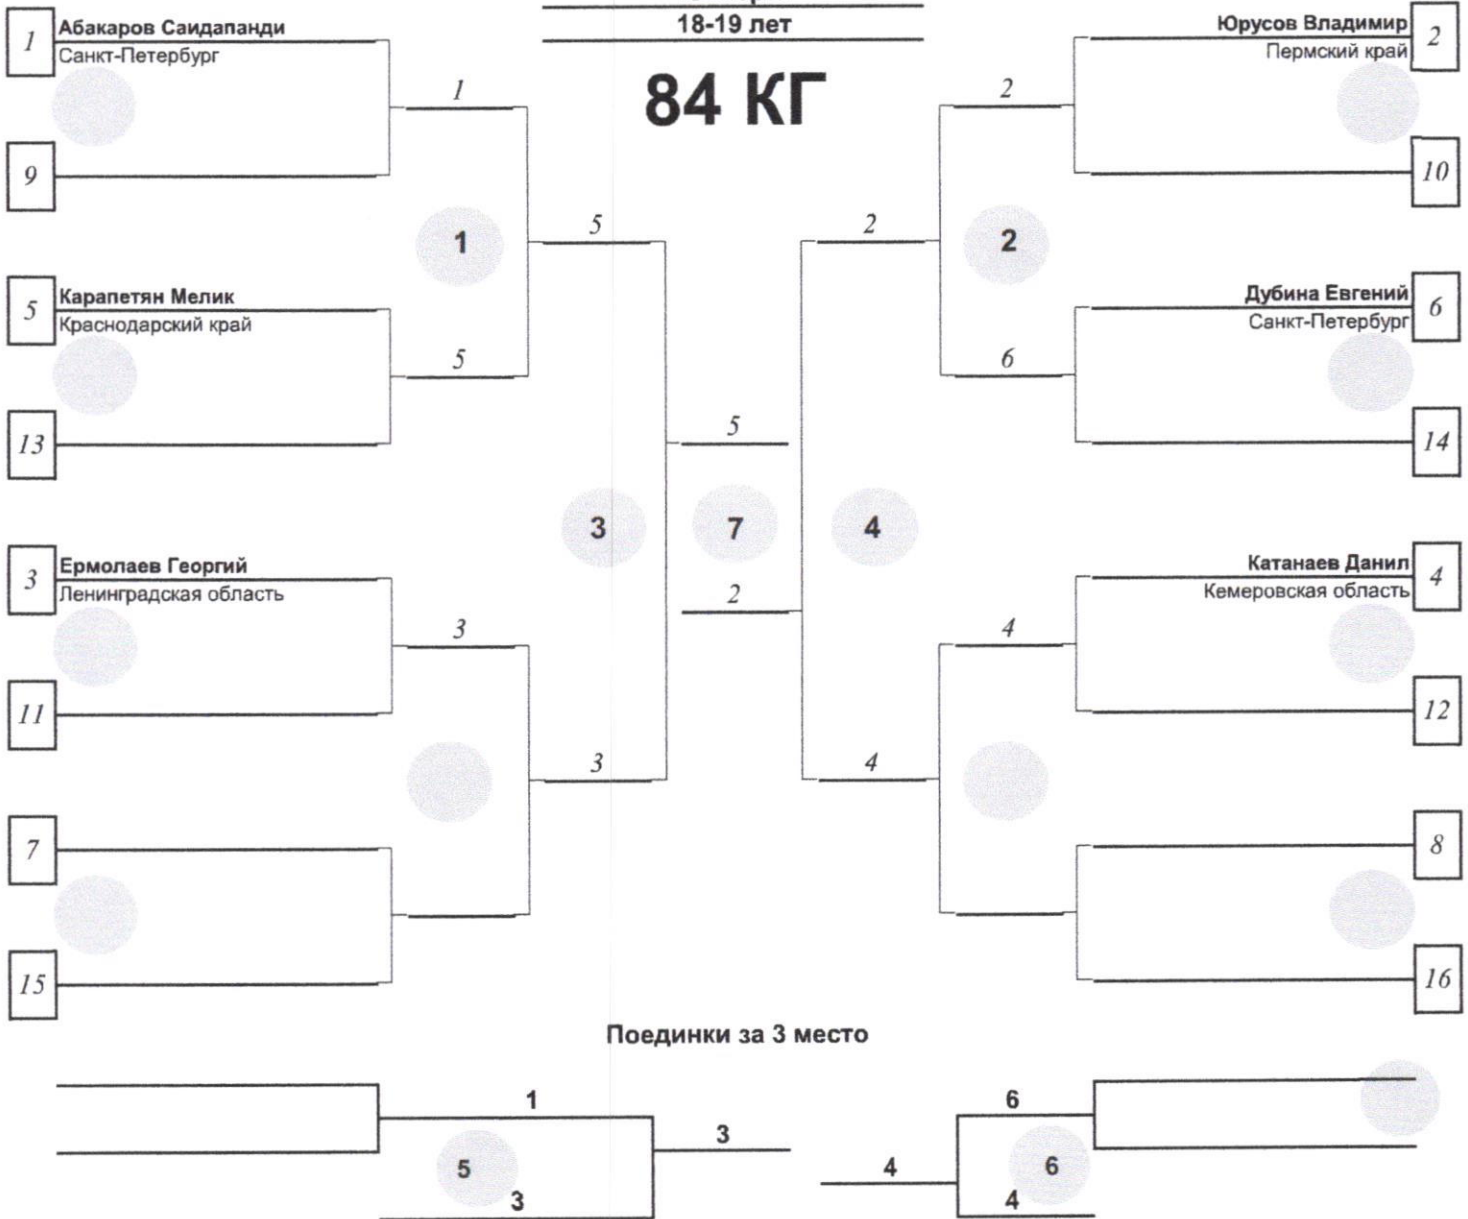 18-19 лет
84 КГ
1
Абакаров Саидапанди
Санкт-Петербург
9
5
Карапетян Мелик
Краснодарский край
13
3
Ермолаев Георгий
Ленинградская область
11
7
15
1
5
3
1
5
3
3
5
7
2
2
4
4
2
6
4
2
Юрусов Владимир
2
Пермский край
10
Дубина Евгений
6
Санкт-Петербург
14
Катанаев Данил
4
Кемеровская область
12
8
16
Поединки за 3 место
1
5
3
3
4
6
6
4